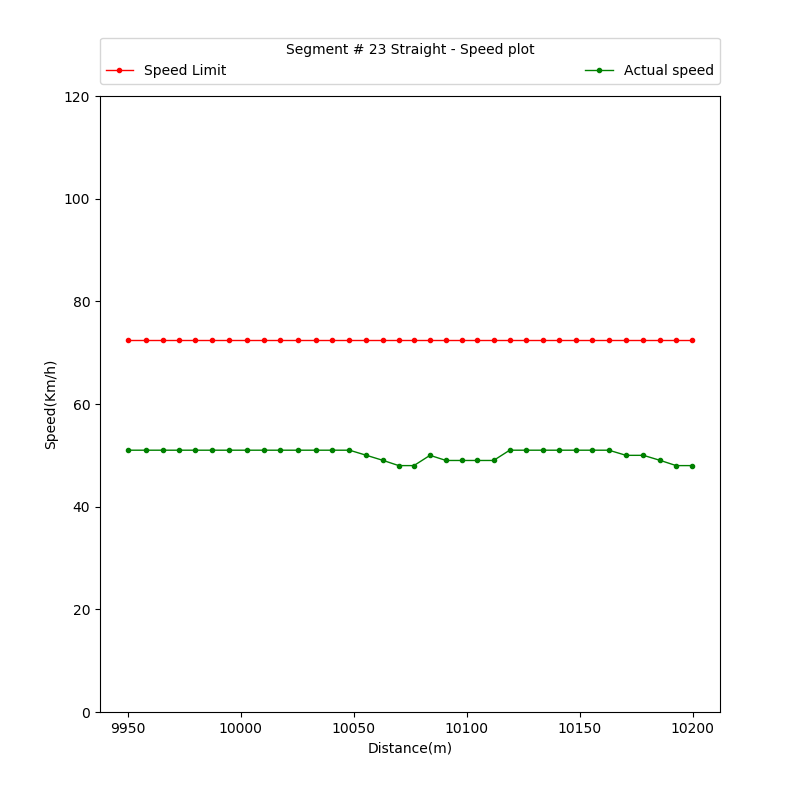 Segment # 23 Straight - Speed plot
Speed Limit
Actual speed
120
100
80
60
40
20
0
Speed(Km/h)
9950
10000
10050
10100
10150
10200
Distance(m)